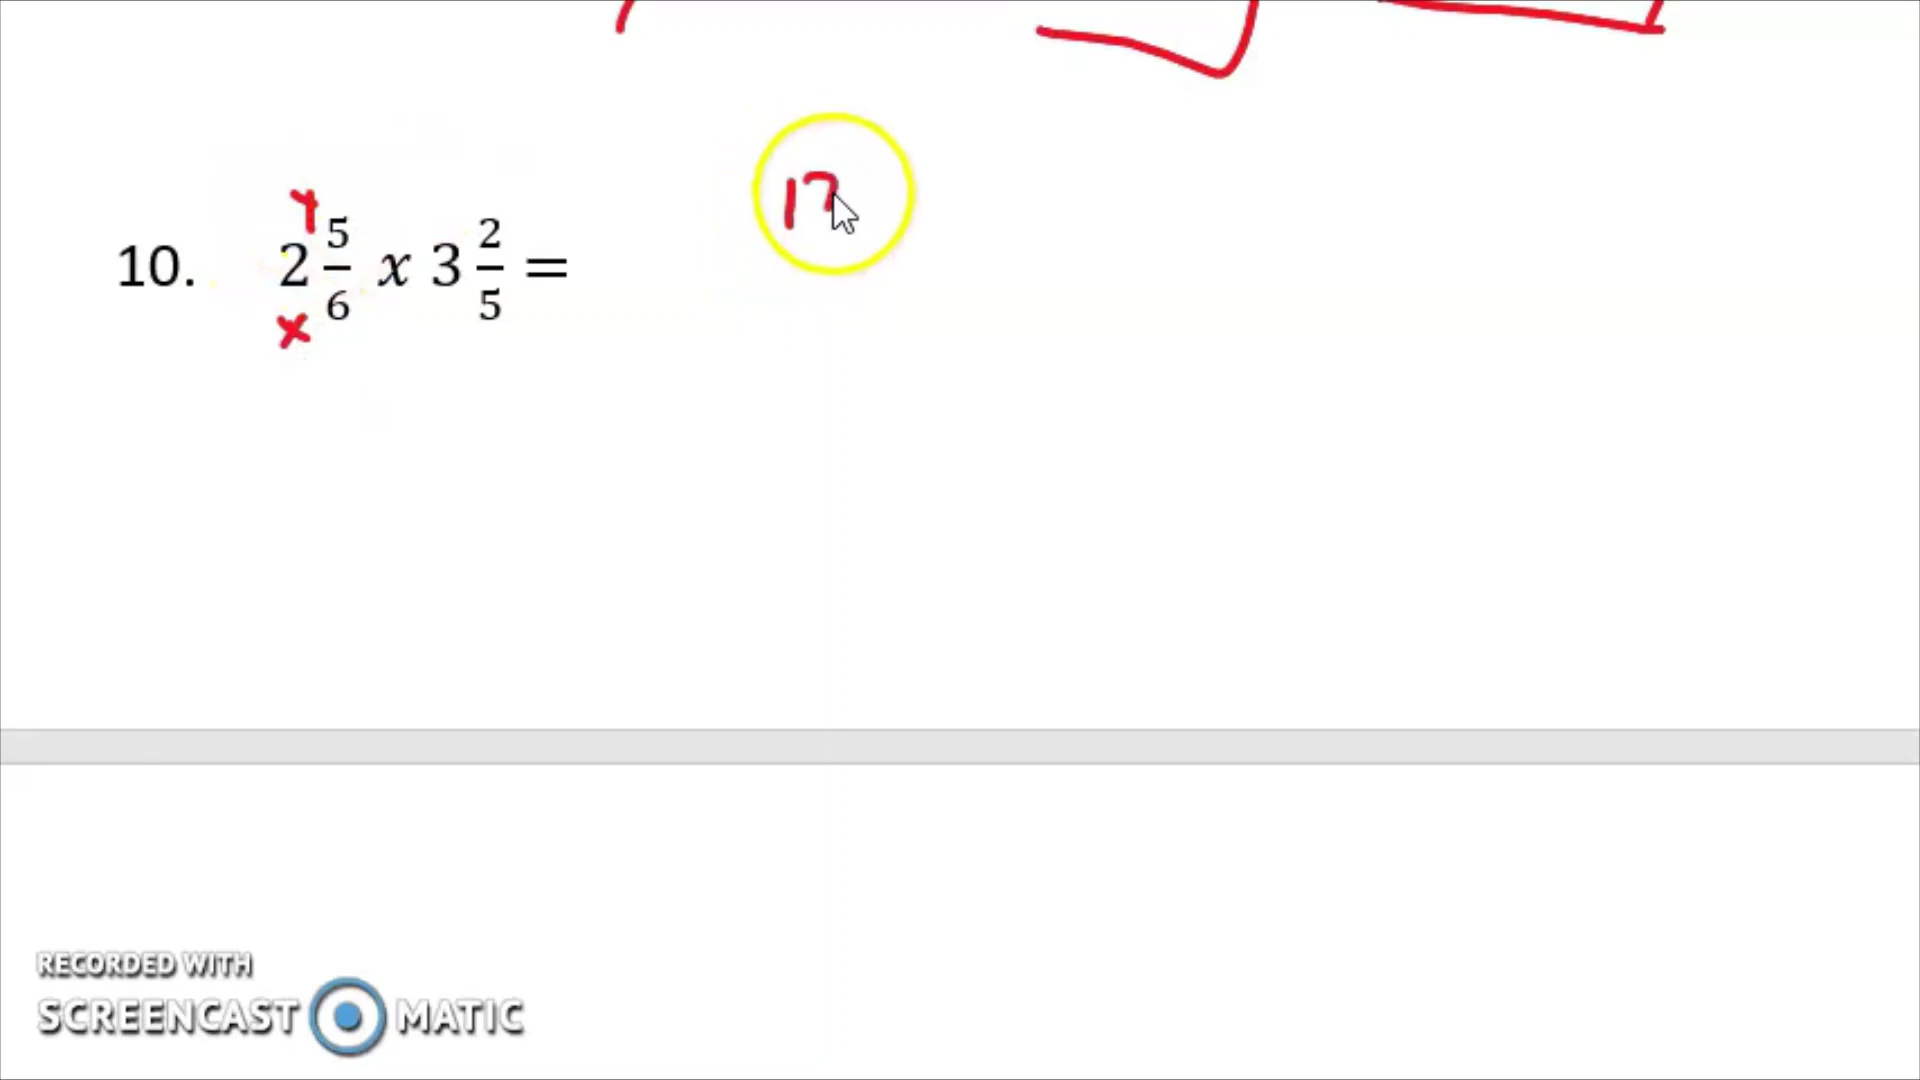 17
+
10. 2 5/6 x 3 2/5 =
x
RECORDED WITH
SCREENCAST MATIC